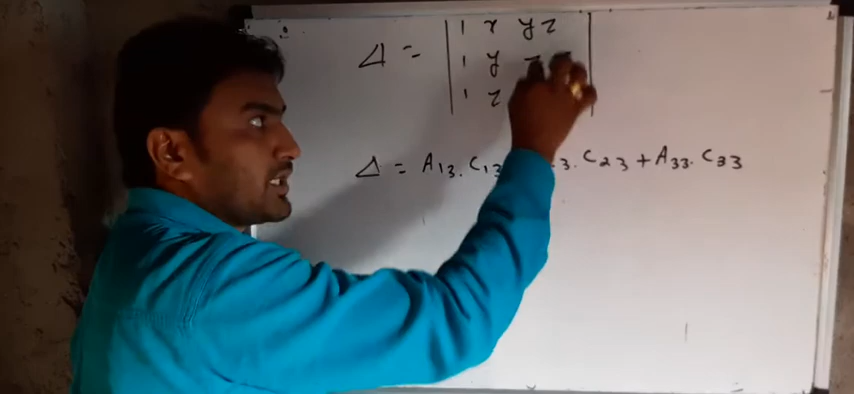 Δ = | 1 x yz |
| 1 y z |
| 1 z |
Δ = A13. C13 3. C23 + A33. C33